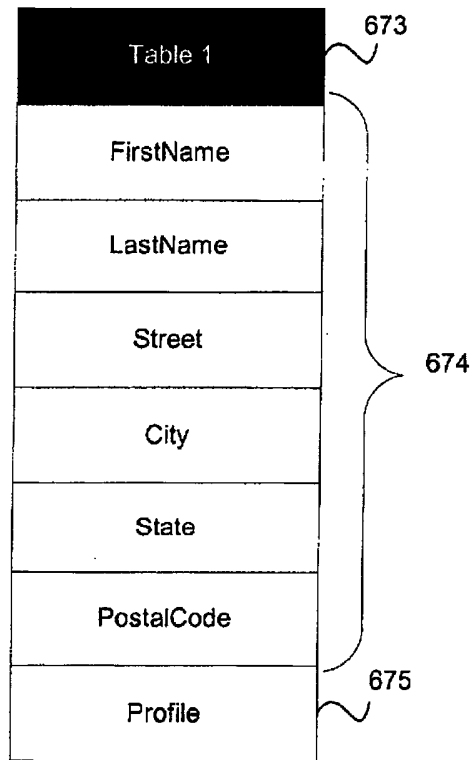 Table 1
673
FirstName
LastName
Street
674
City
State
PostalCode
675
Profile